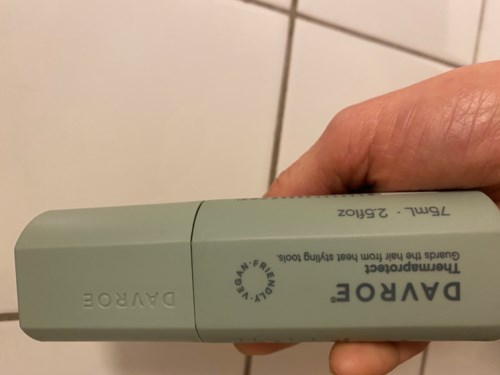 DAVROE®
Thermaprotect
Guards the hair from heat styling tools.
VEGAN · FRIENDLY ·
75mL · 2.5floz
DAVROE